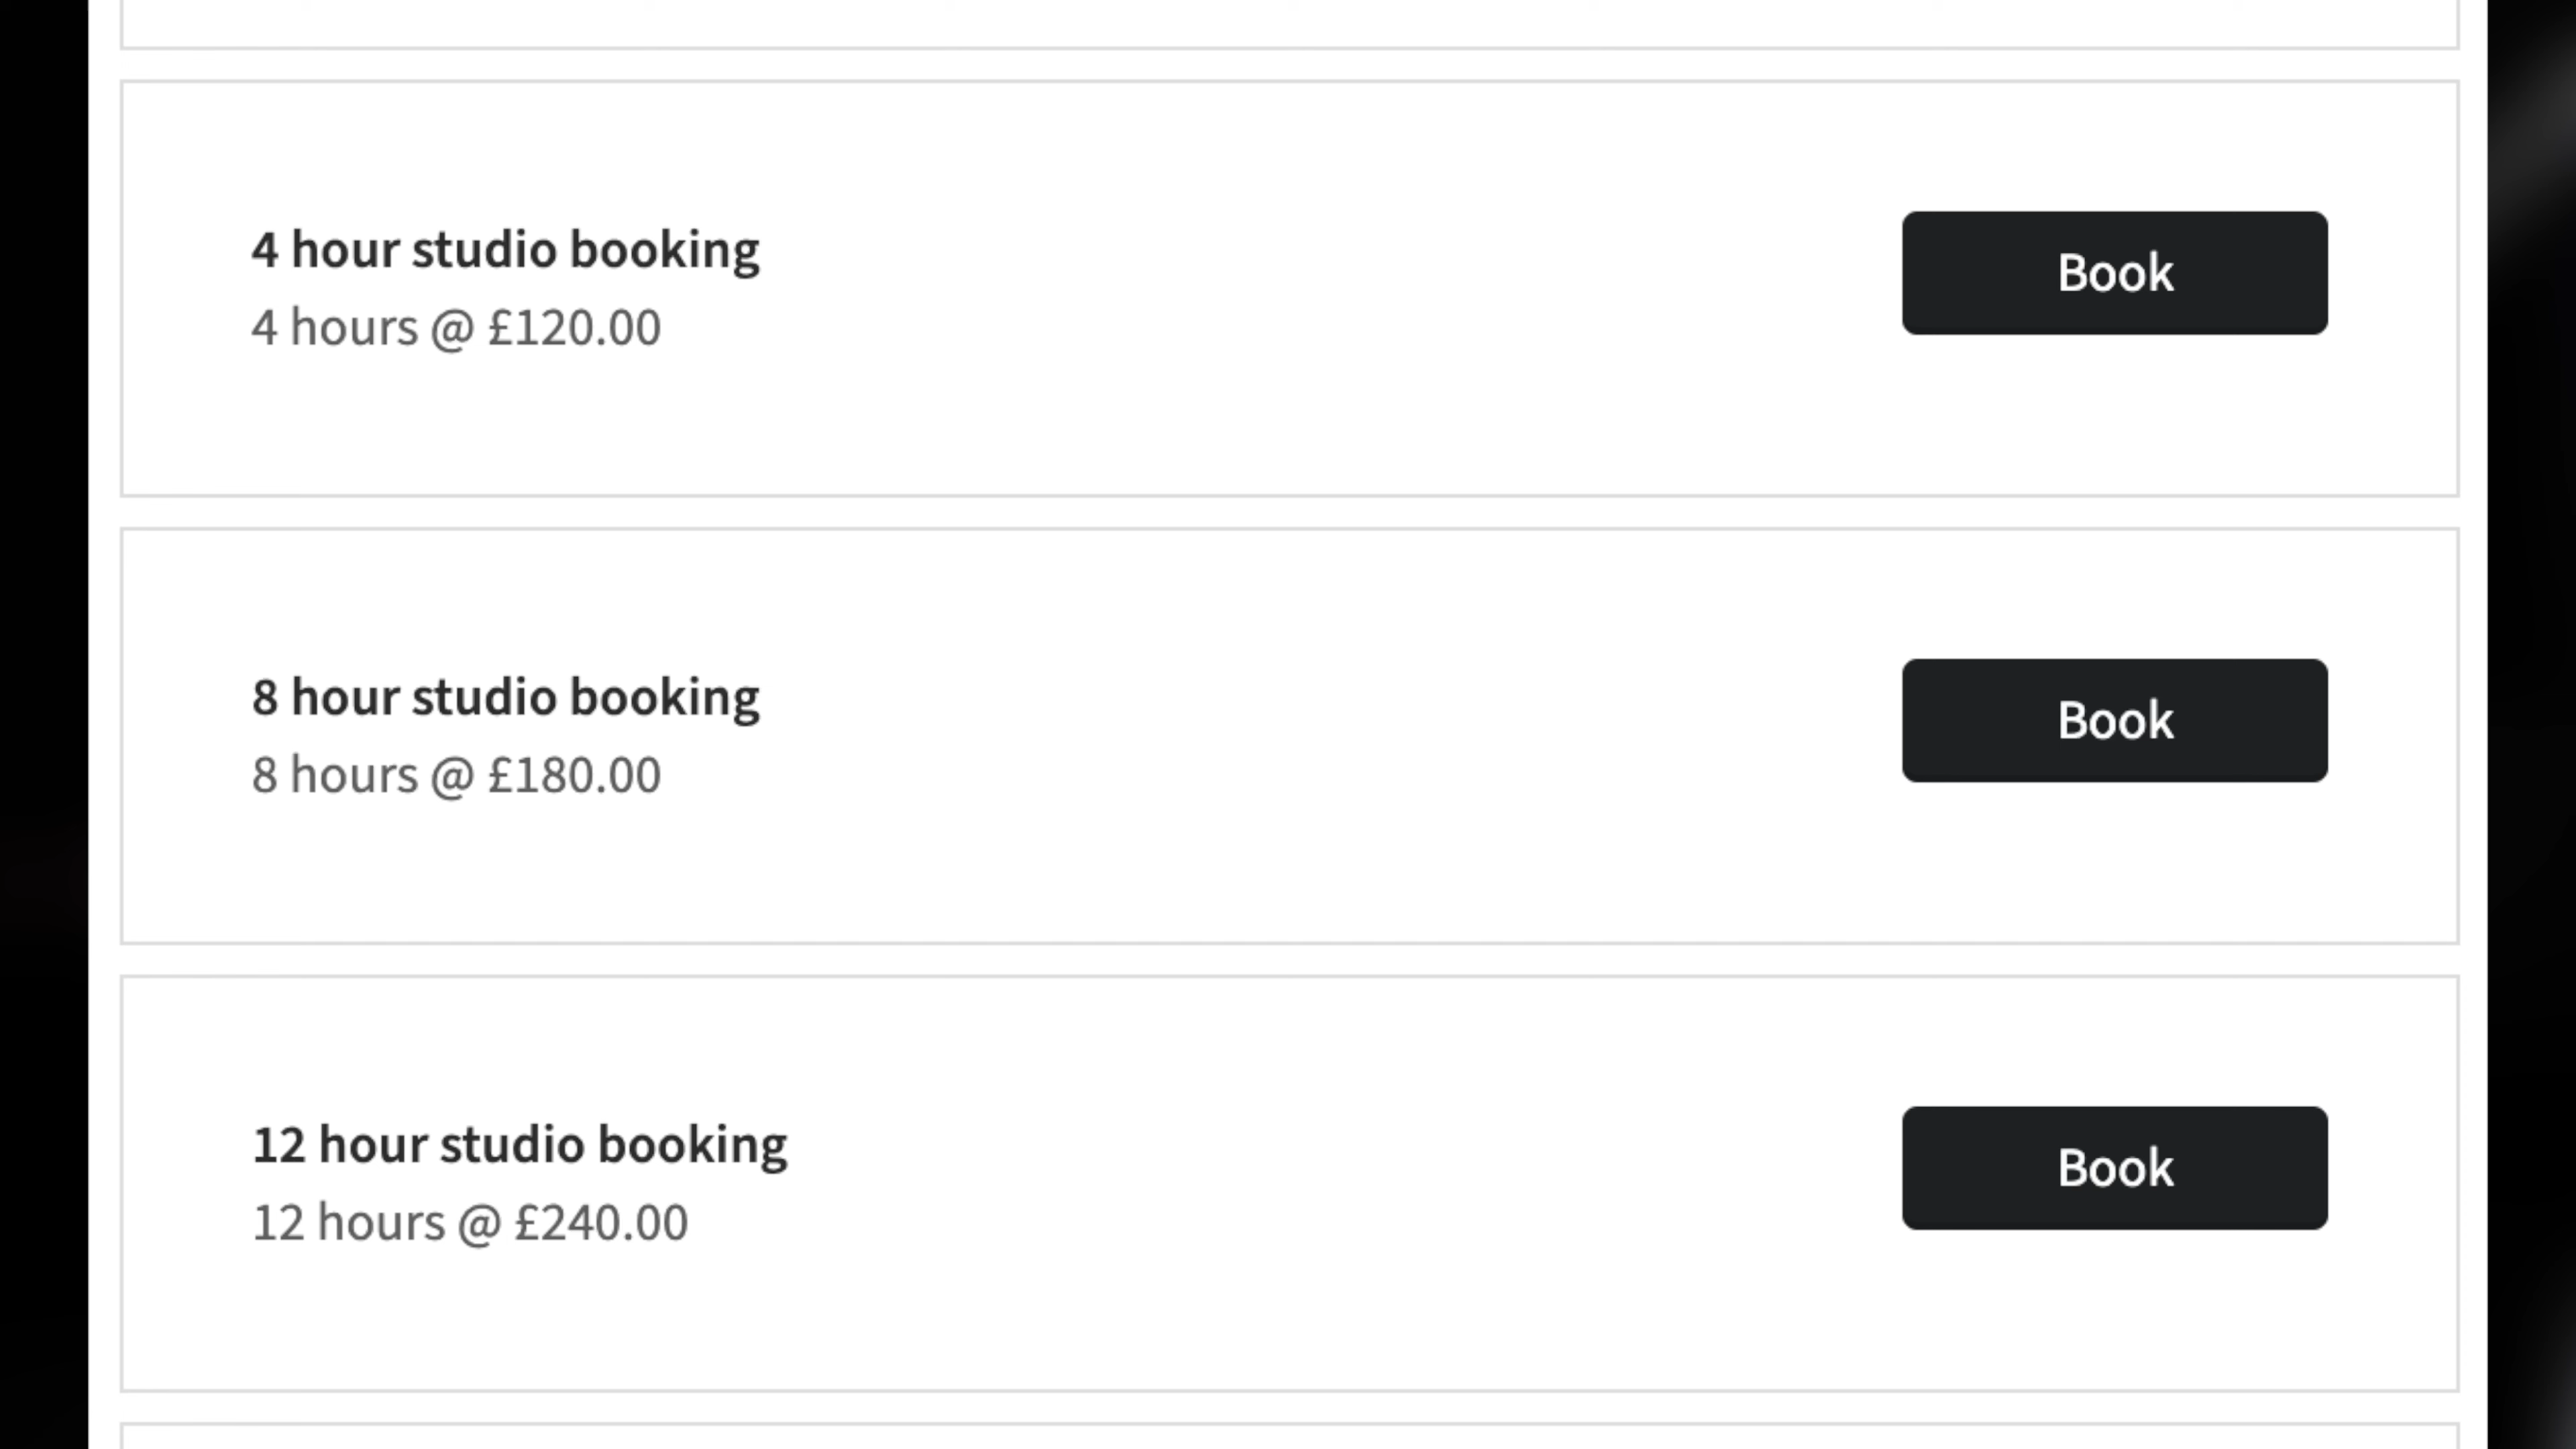 4 hour studio booking
4 hours @ £120.00
Book
8 hour studio booking
8 hours @ £180.00
Book
12 hour studio booking
12 hours @ £240.00
Book